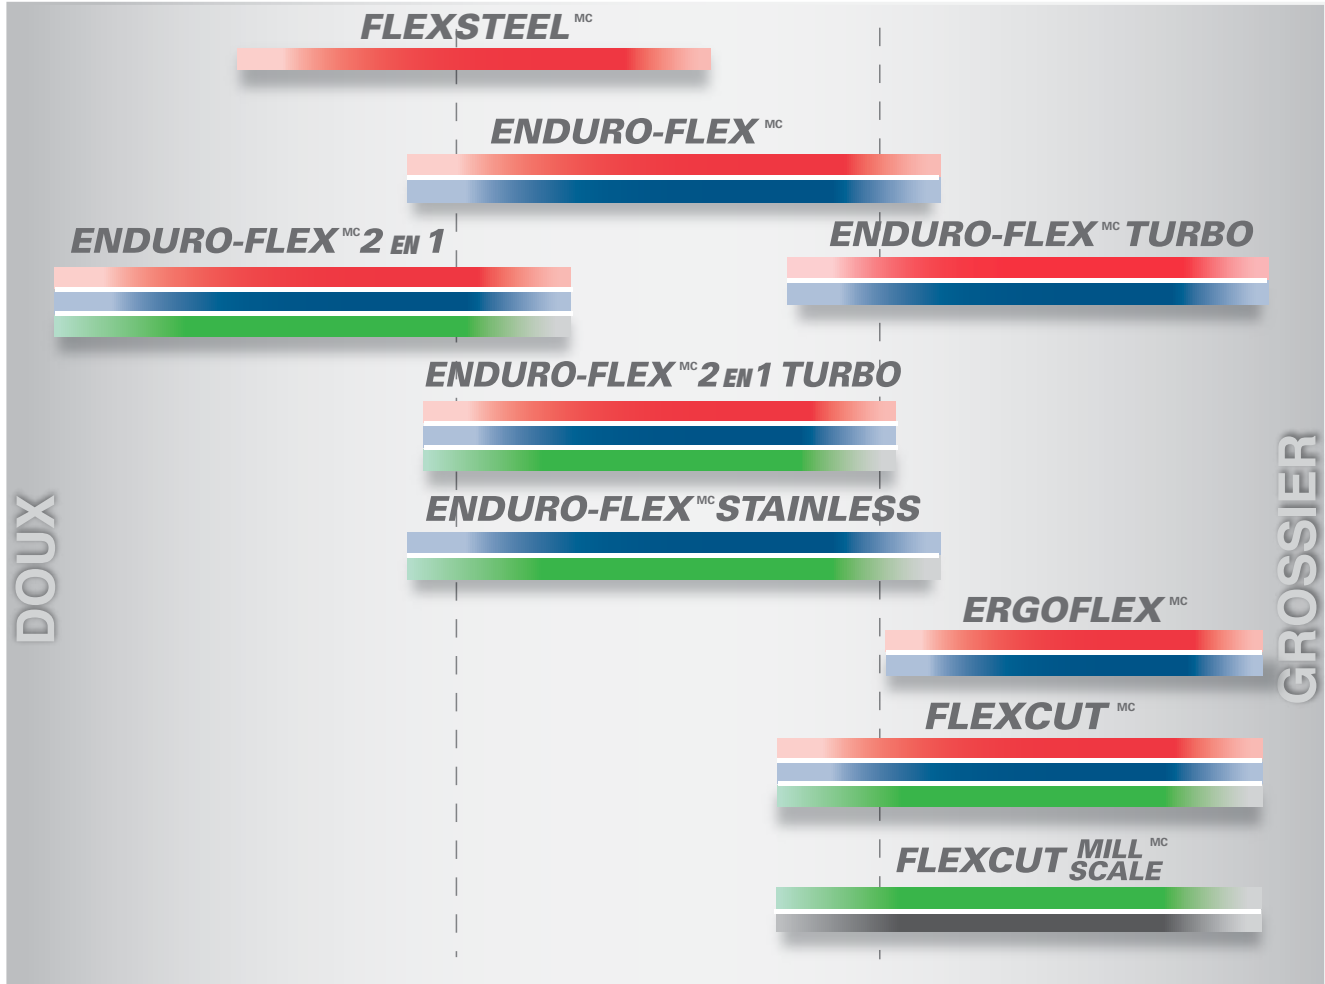 FLEXSTEEL MC
ENDURO-FLEX MC
ENDURO-FLEX MC 2 EN 1
ENDURO-FLEX MC TURBO
ENDURO-FLEX MC 2 EN 1 TURBO
ENDURO-FLEX MC STAINLESS
DOUX
GROSSIER
ERGOFLEX MC
FLEXCUT MC
FLEXCUT MILL SCALE MC